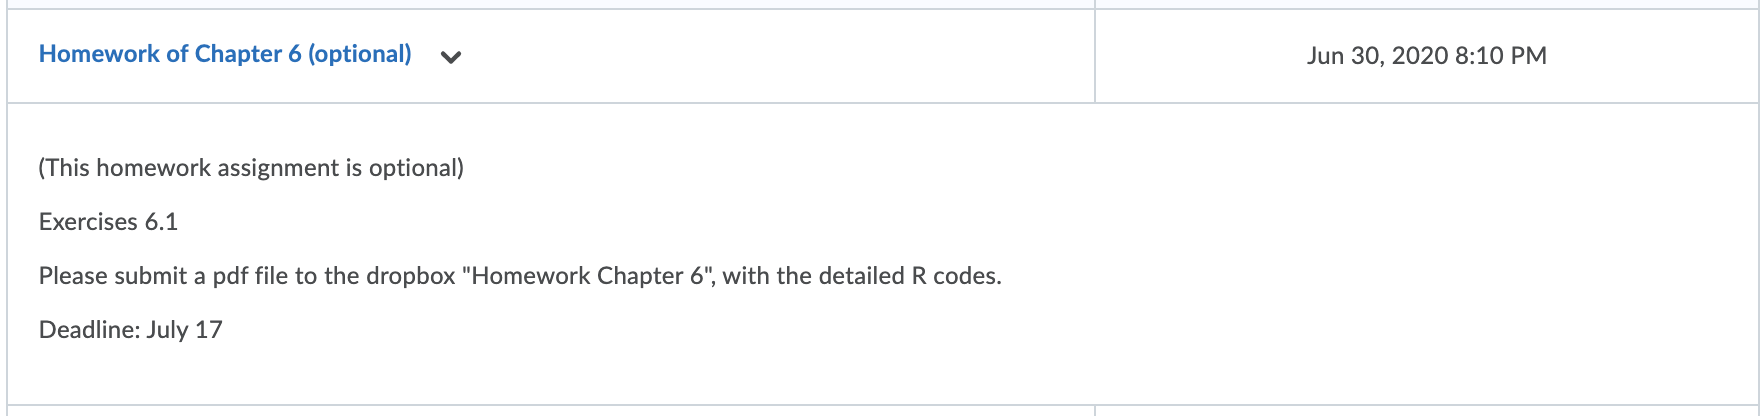 Homework of Chapter 6 (optional)
Jun 30, 2020 8:10 PM
(This homework assignment is optional)
Exercises 6.1
Please submit a pdf file to the dropbox "Homework Chapter 6", with the detailed R codes.
Deadline: July 17